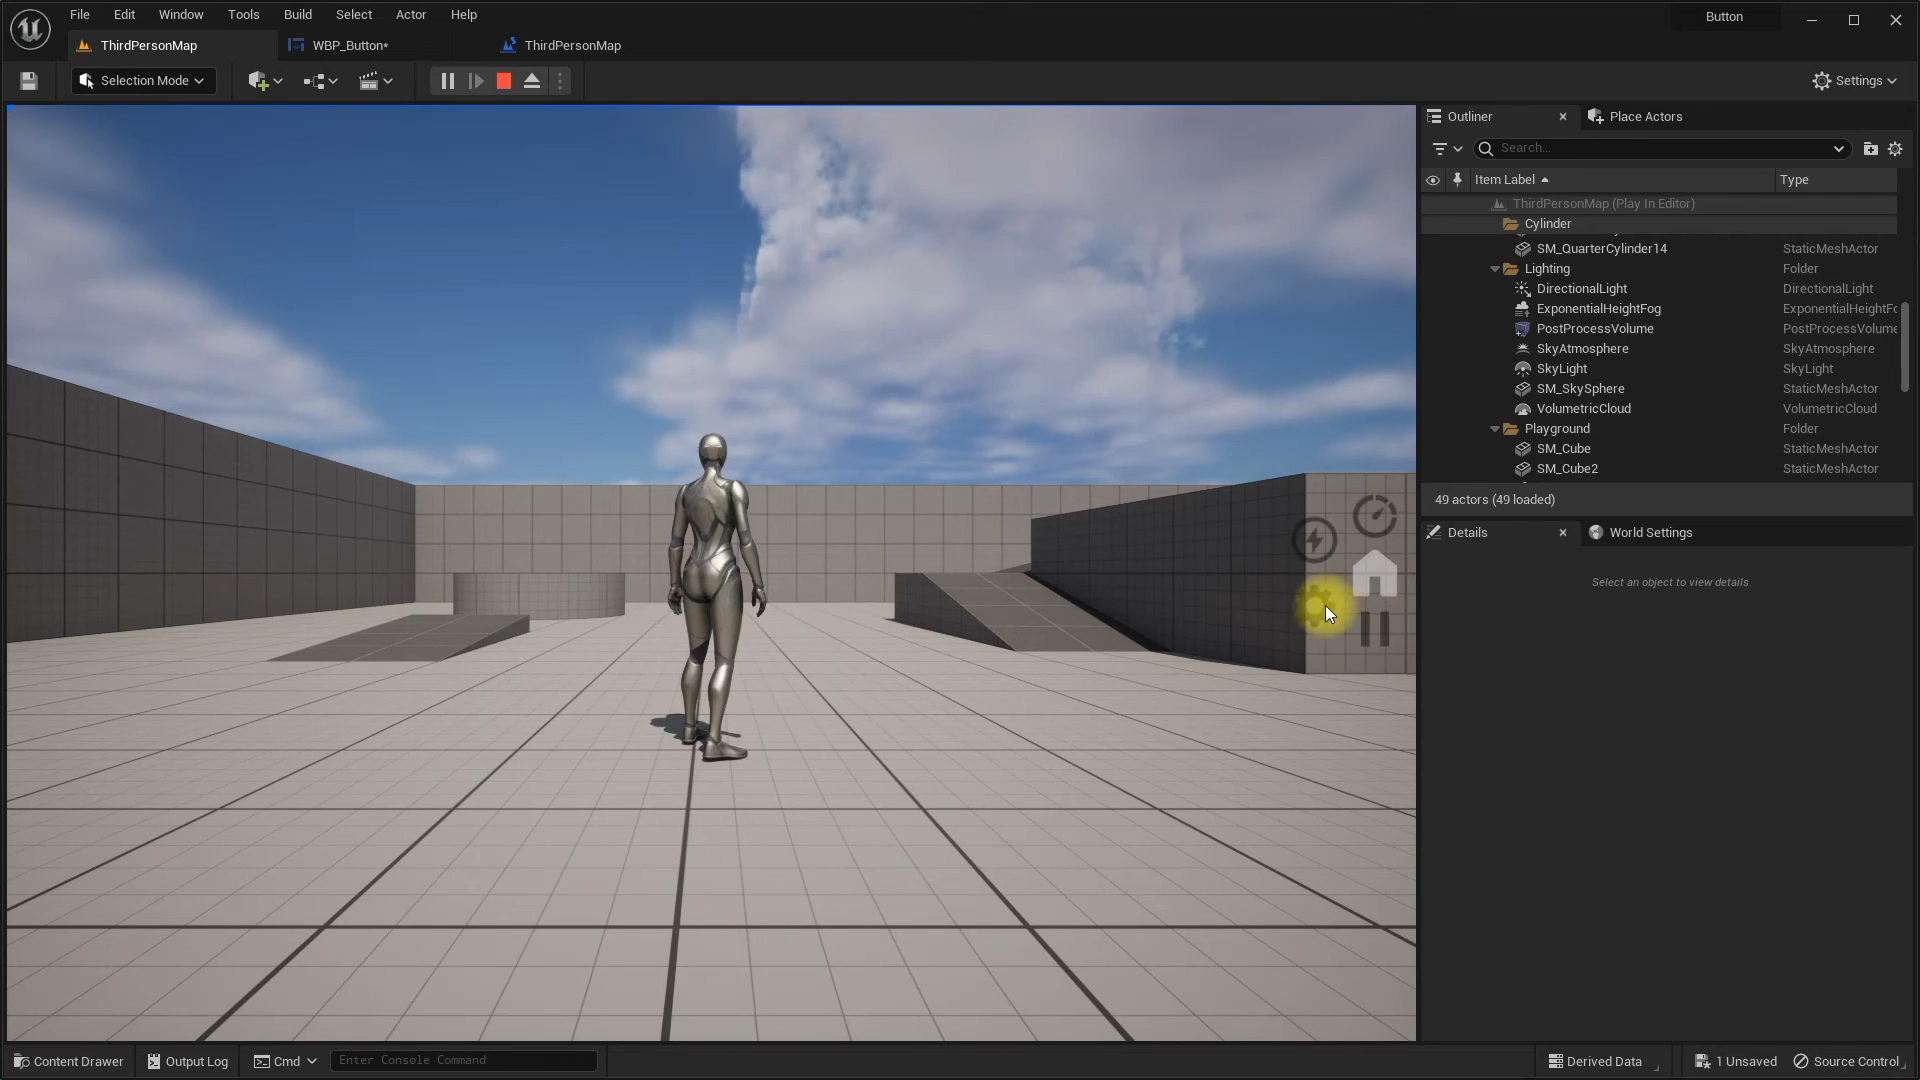 File Edit Window Tools Build Select Actor Help
Button
ThirdPersonMap
WBP_Button*
ThirdPersonMap
Selection Mode
Settings
Outliner
Place Actors
Search...
Item Label
Type
ThirdPersonMap (Play In Editor)
Cylinder
SM_QuarterCylinder14 StaticMeshActor
Lighting Folder
DirectionalLight DirectionalLight
ExponentialHeightFog ExponentialHeightFo
PostProcessVolume PostProcessVolume
SkyAtmosphere SkyAtmosphere
SkyLight SkyLight
SM_SkySphere StaticMeshActor
VolumetricCloud VolumetricCloud
Playground Folder
SM_Cube StaticMeshActor
SM_Cube2 StaticMeshActor
49 actors (49 loaded)
Details
World Settings
Select an object to view details.
Content Drawer
Output Log
Cmd
Enter Console Command
Derived Data
1 Unsaved
Source Control